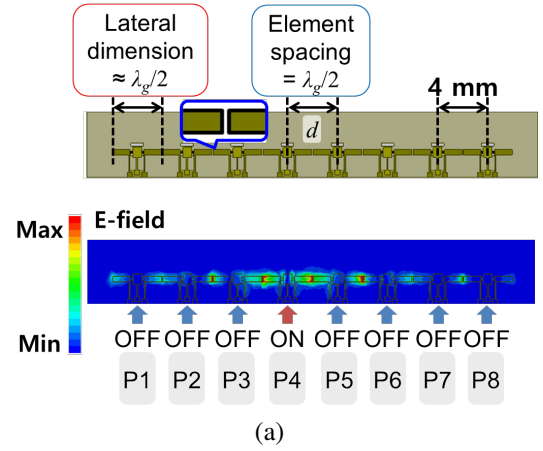 Lateral
dimension
≈ λg/2
Element
spacing
= λg/2
4 mm
d
E-field
Max
Min
OFF OFF OFF ON OFF OFF OFF OFF
P1 P2 P3 P4 P5 P6 P7 P8
(a)